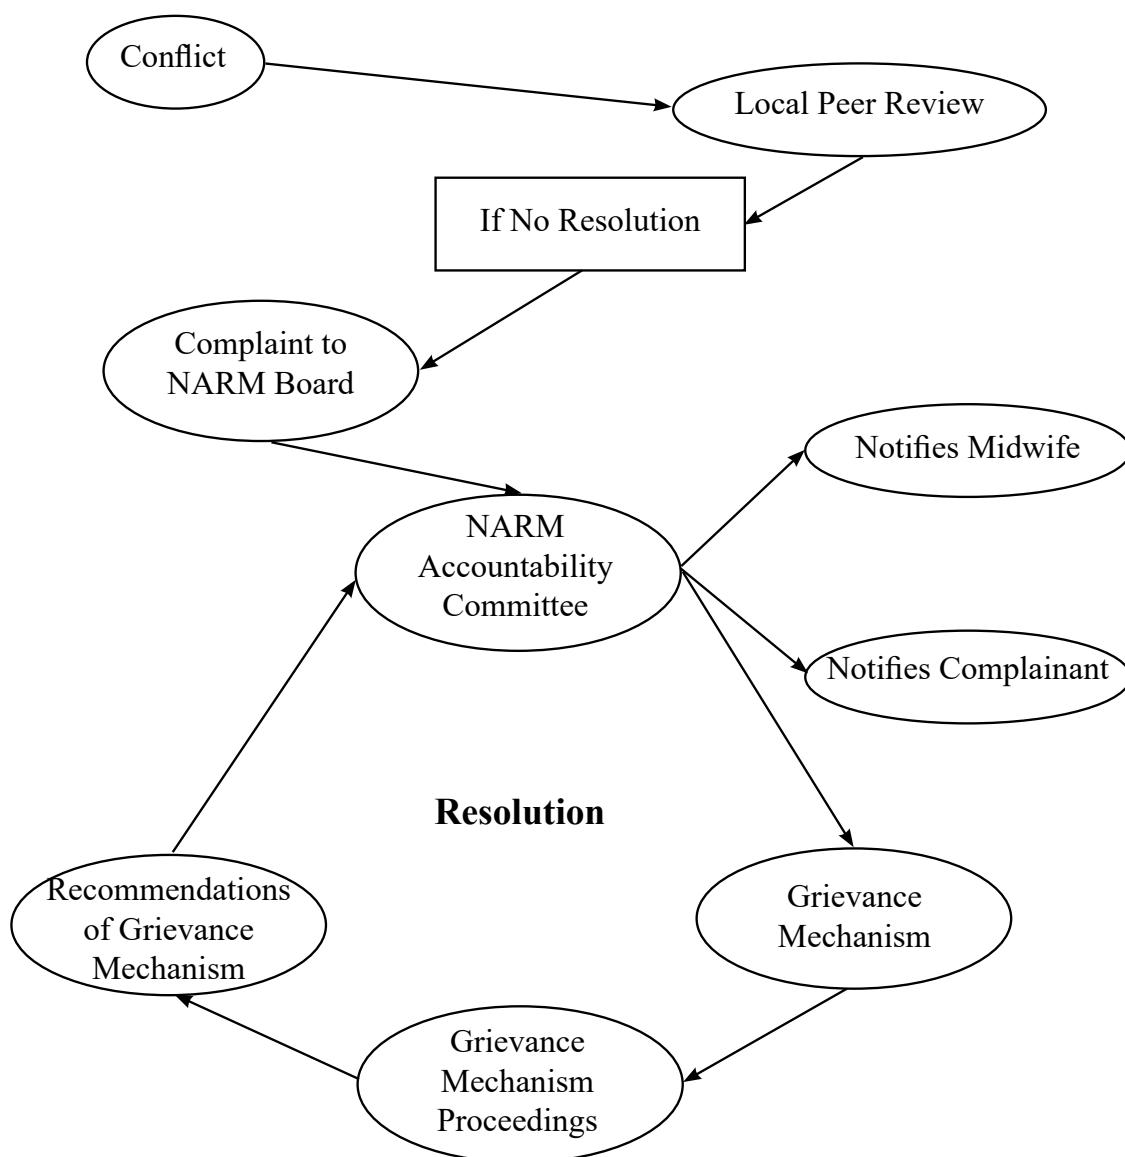 Conflict
Local Peer Review
If No Resolution
Complaint to
NARM Board
NARM
Accountability
Committee
Notifies Midwife
Notifies Complainant
Resolution
Grievance
Mechanism
Grievance
Mechanism
Proceedings
Recommendations
of Grievance
Mechanism